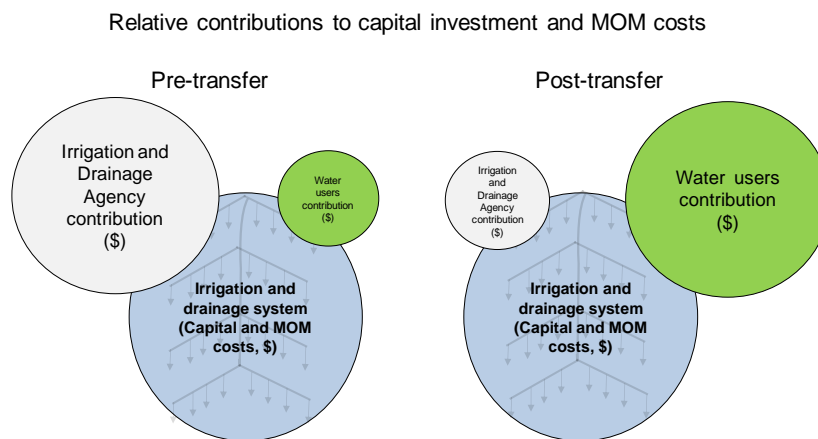 Relative contributions to capital investment and MOM costs
Pre-transfer
Irrigation and
Drainage
Agency
contribution
($)
Water
users
contribution
($)
Irrigation and
drainage system
(Capital and MOM
costs, $)
Post-transfer
Irrigation
and
Drainage
Agency
contribution
($)
Water users
contribution
($)
Irrigation and
drainage system
(Capital and MOM
costs, $)